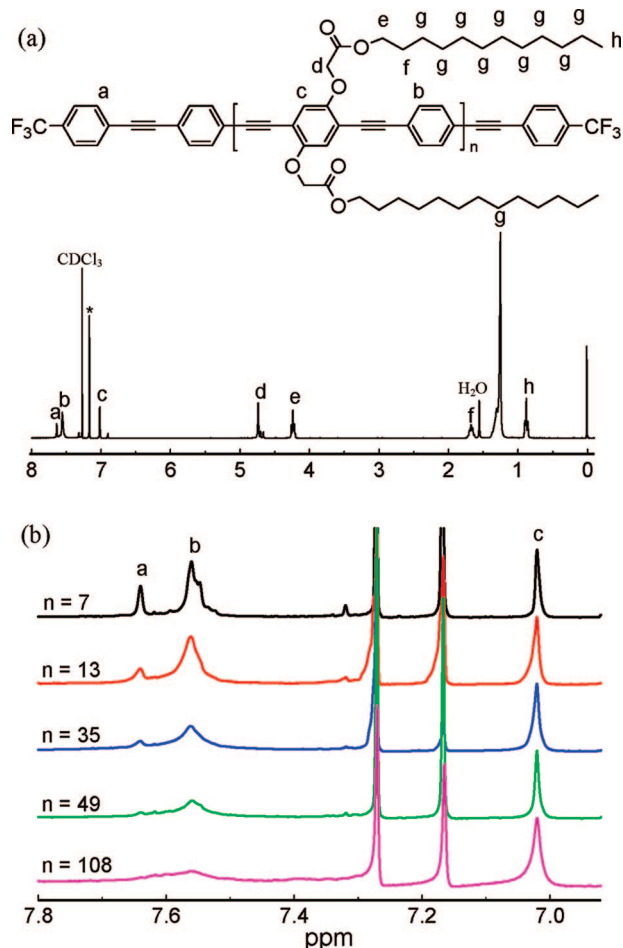 (a)
e g g g g g
h
f g g g g g
O
O
d
O
a
c
b
F₃C
n
CF₃
O
O
O
g
CDCl₃
*
a
b
c
d
e
f
H₂O
h
8 7 6 5 4 3 2 1 0
(b)
a
b
c
n = 7
n = 13
n = 35
n = 49
n = 108
7.8 7.6 7.4 7.2 7.0
ppm